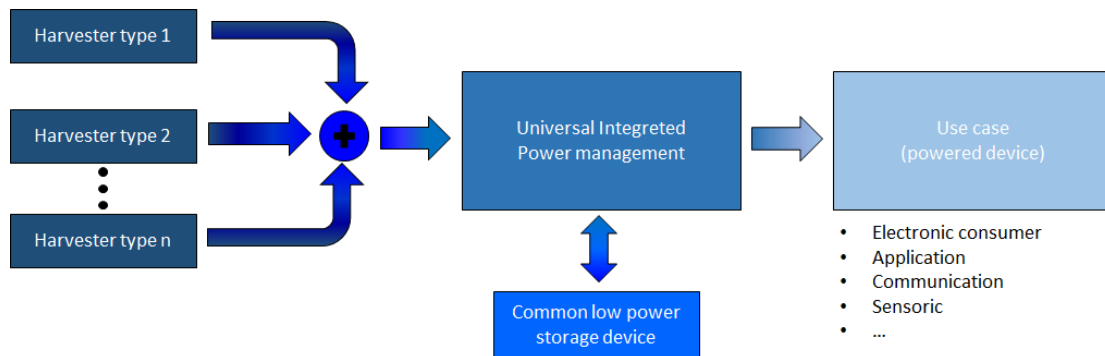 Harvester type 1
Harvester type 2
Harvester type n
Universal Integreted
Power management
Common low power
storage device
Use case
(powered device)
• Electronic consumer
• Application
• Communication
• Sensoric
• ...